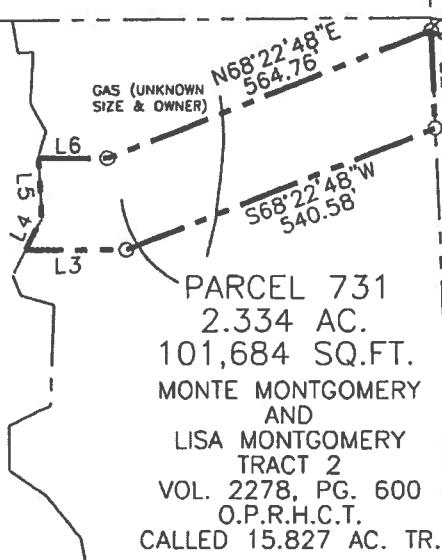 GAS (UNKNOWN
SIZE & OWNER)
N68°22'48"E
564.76'
L6
L5
L4
L3
S68°22'48"W
540.58'
PARCEL 731
2.334 AC.
101,684 SQ.FT.
MONTE MONTGOMERY
AND
LISA MONTGOMERY
TRACT 2
VOL. 2278, PG. 600
O.P.R.H.C.T.
CALLED 15.827 AC. TR.